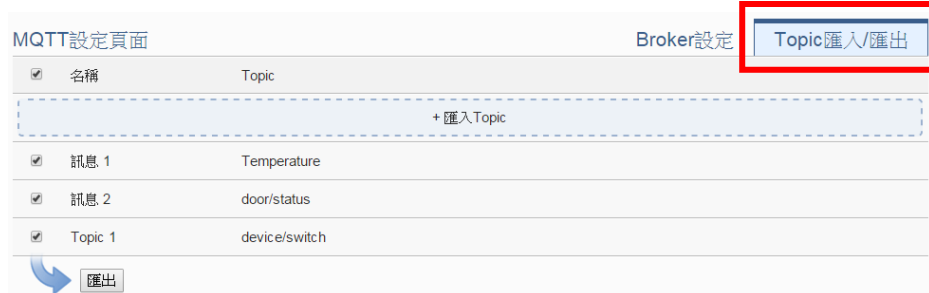 MQTT設定頁面 Broker設定 Topic匯入/匯出
名稱 Topic
+ 匯入Topic
訊息 1 Temperature
訊息 2 door/status
Topic 1 device/switch
匯出